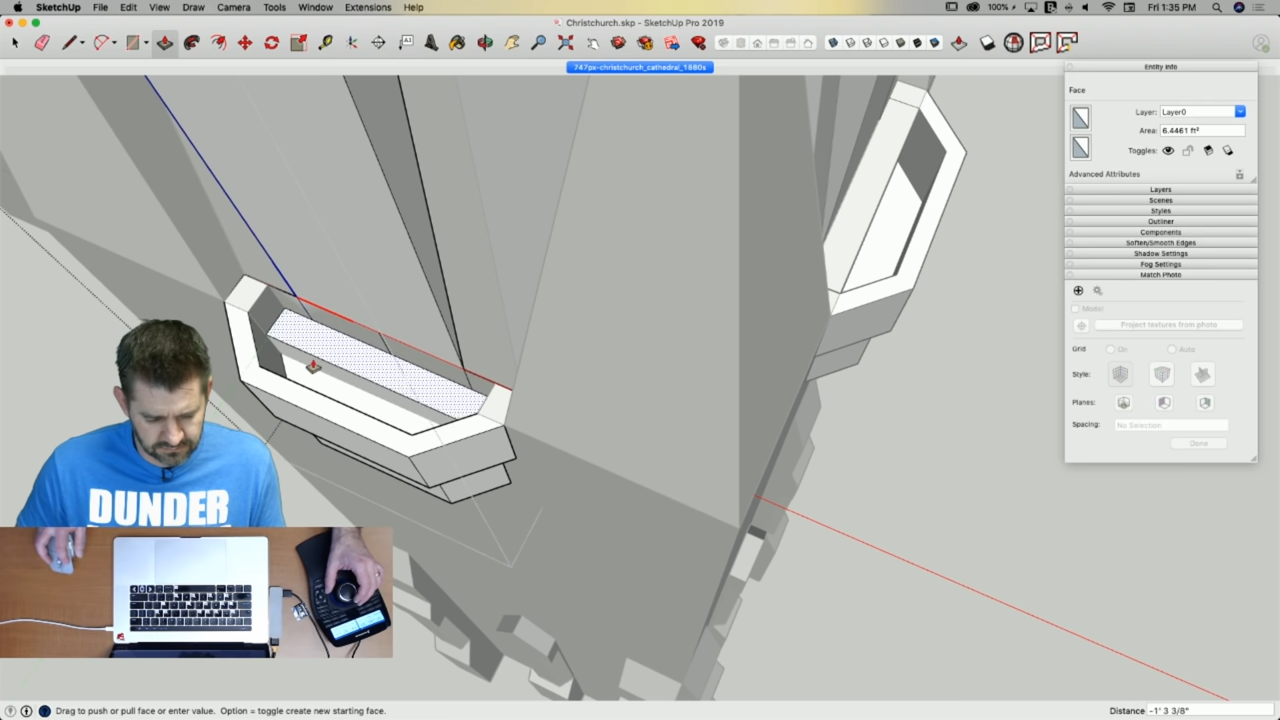 SketchUp File Edit View Draw Camera Tools Window Extensions Help 100% Fri 1:35 PM
Christchurch.skp - SketchUp Pro 2019
747px-christchurch_cathedral_1880s
Entity Info
Face
Layer: Layer0
Area: 6.4461 ft²
Toggles:
Advanced Attributes
Layers
Scenes
Styles
Outliner
Components
Soften/Smooth Edges
Shadow Settings
Fog Settings
Match Photo
Model
Project textures from photo
Grid On Auto
Style:
Planes:
Spacing: No Selection
Done
DUNDER
Drag to push or pull face or enter value. Option = toggle create new starting face. Distance -1' 3 3/8"